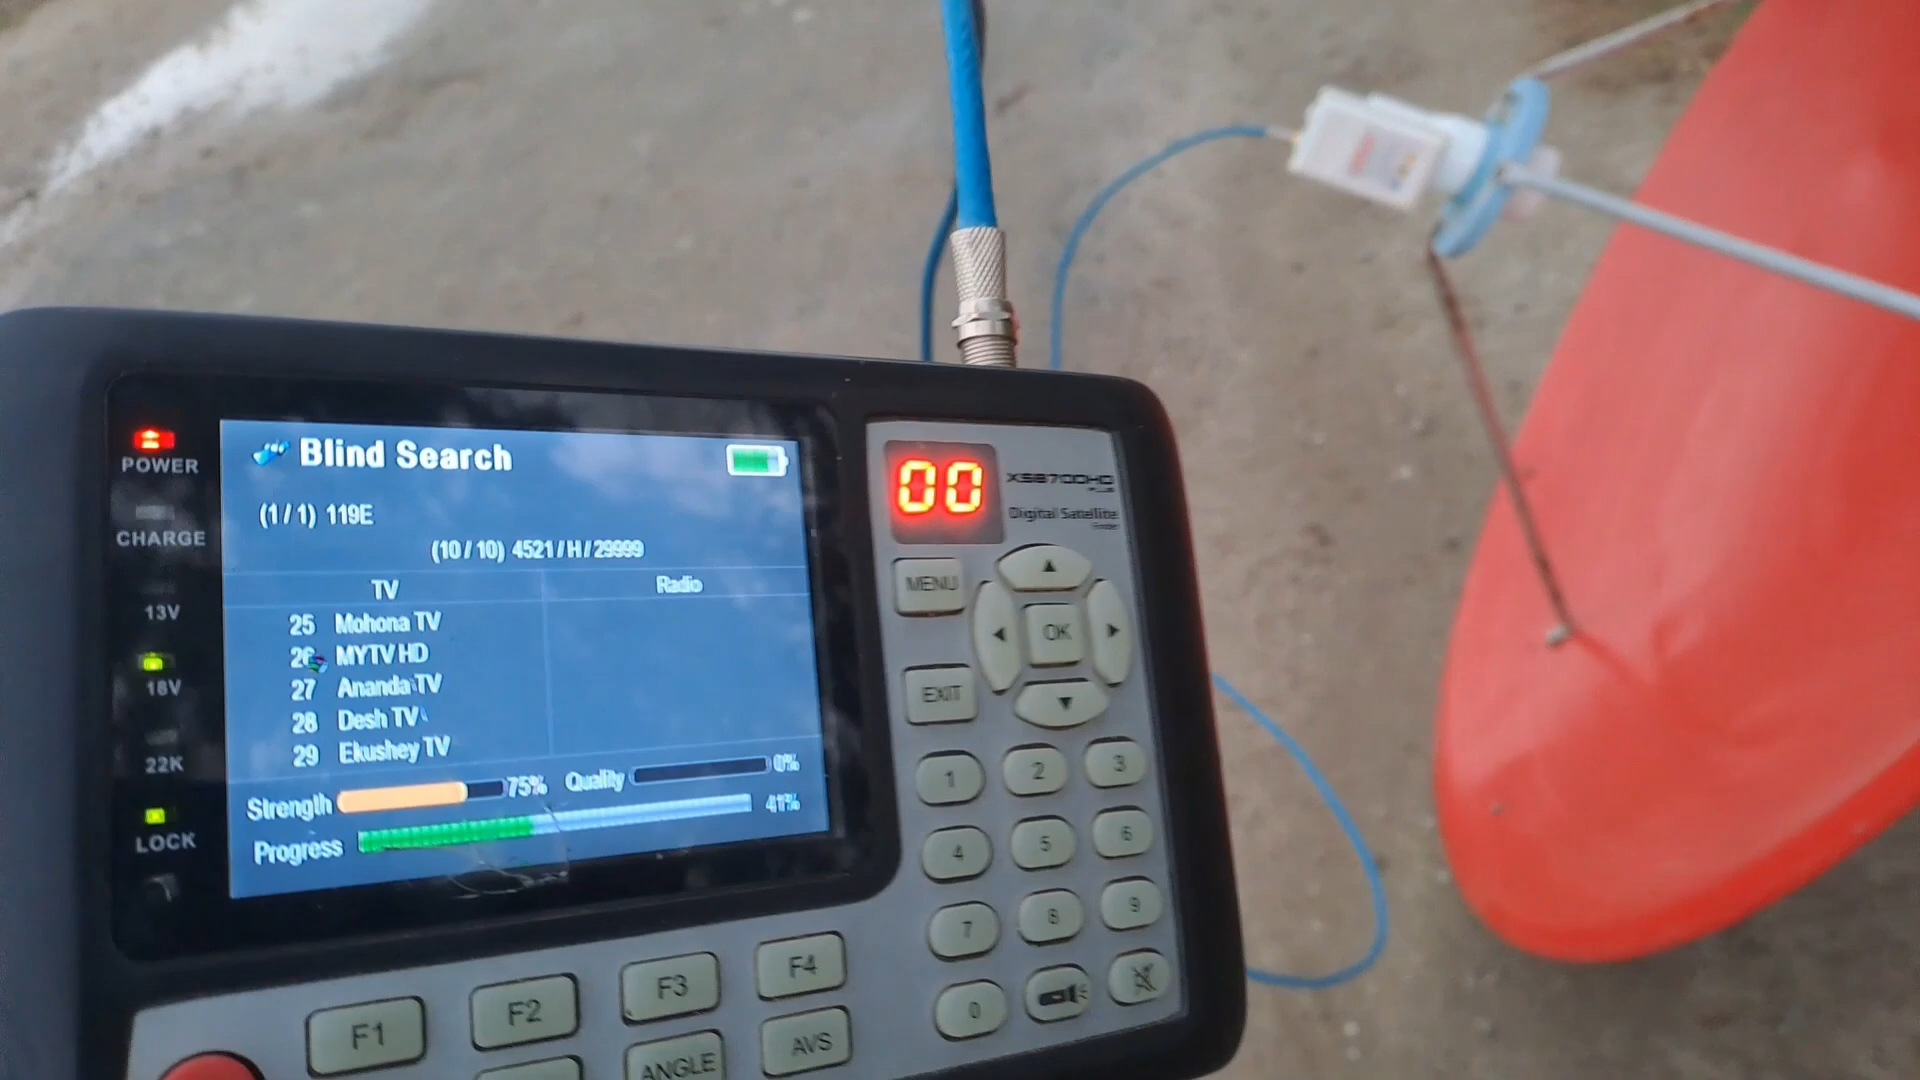 Blind Search
(1/1) 119E
(10/10) 4521/H/29999
TV Radio
25 Mohona TV
26 MYTV HD
27 Ananda TV
28 Desh TV
29 Ekushey TV
Strength 75% Quality 0%
Progress 41%
POWER
CHARGE
13V
18V
22K
LOCK
00
Digital Satellite
Finder
MENU
OK
EXIT
1 2 3
4 5 6
7 8 9
0
F1 F2 F3 F4
ANGLE AVS